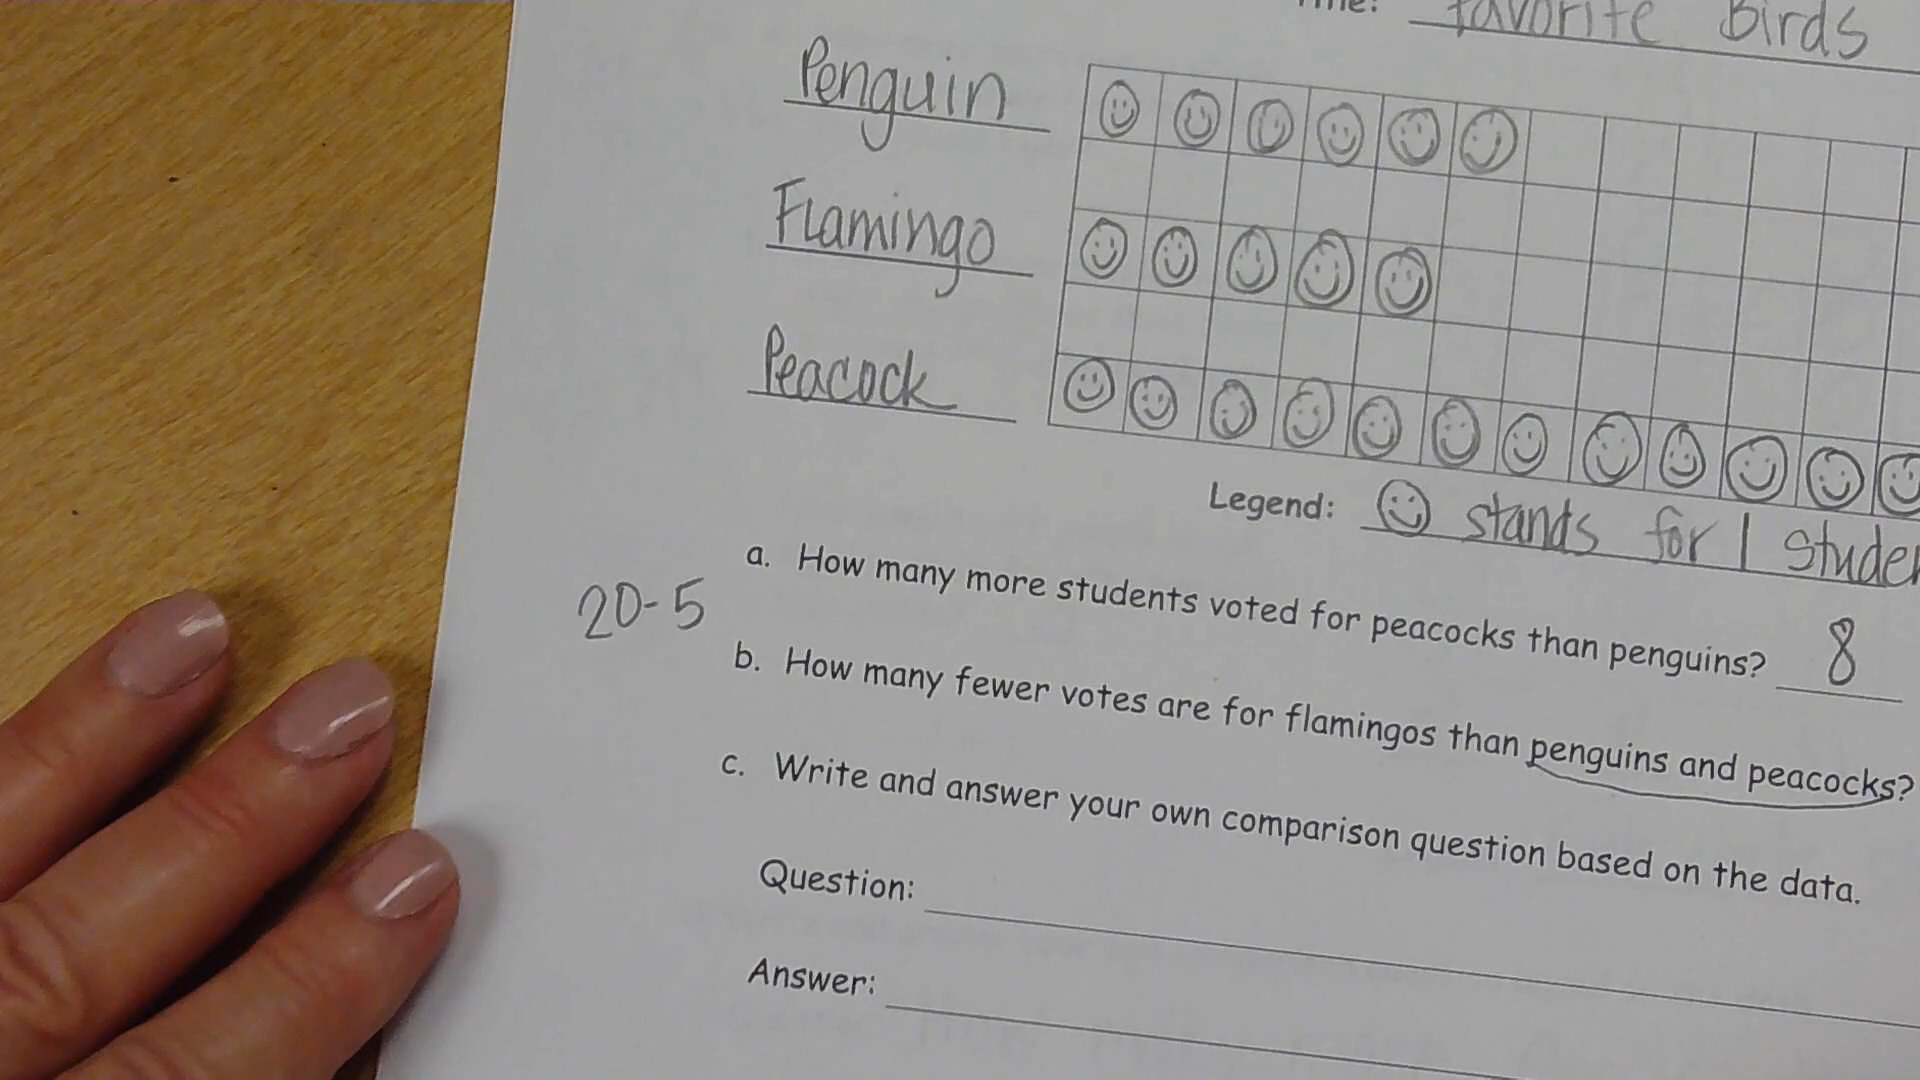 Title: Favorite Birds
Penguin
Flamingo
Peacock
Legend: stands for 1
a. How many more students voted for peacocks than penguins? 8
20-5
b. How many fewer votes are for flamingos than penguins and peacocks?
c. Write and answer your own comparison question based on the data.
Question:
Answer: